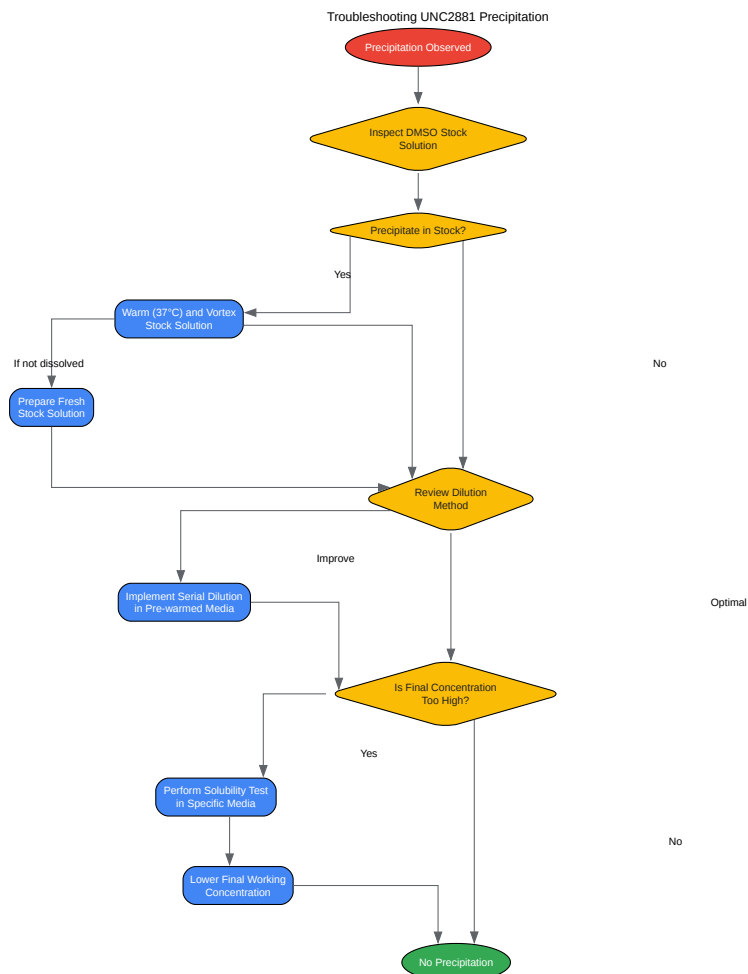 Troubleshooting UNC2881 Precipitation
Precipitation Observed
Inspect DMSO Stock
Solution
Precipitate in Stock?
Yes
Warm (37°C) and Vortex
Stock Solution
If not dissolved
No
Prepare Fresh
Stock Solution
Review Dilution
Method
Improve
Implement Serial Dilution
in Pre-warmed Media
Optimal
Is Final Concentration
Too High?
Yes
Perform Solubility Test
in Specific Media
No
Lower Final Working
Concentration
No Precipitation